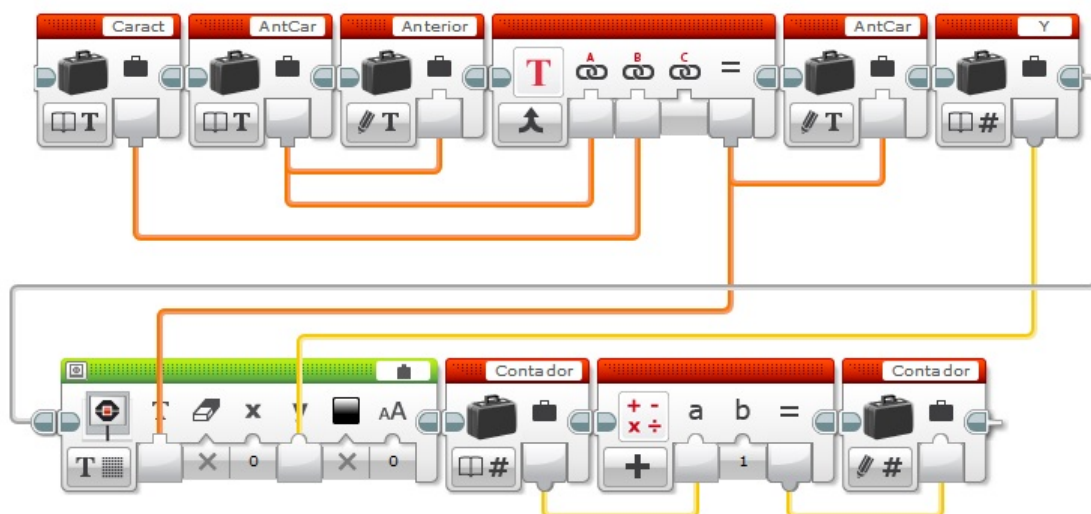 Caract AntCar Anterior AntCar Y
T A B C =
T T T T #
Contador Contador
T x y AA + - x ÷ a b =
0 0 1
T # + #